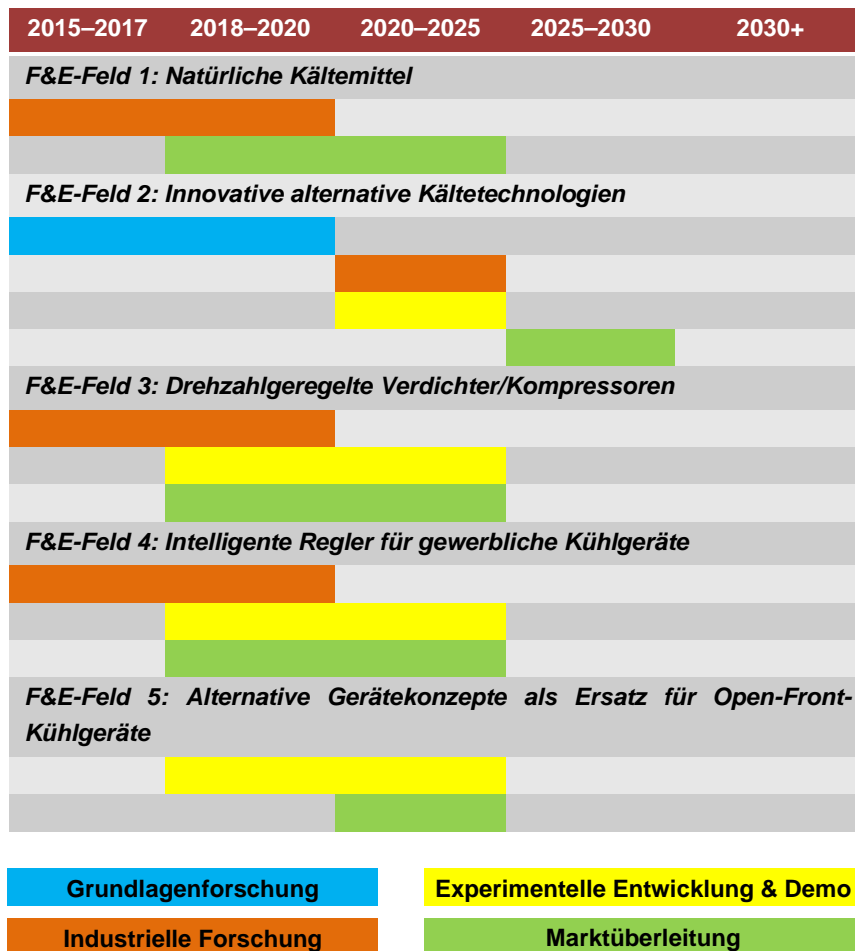 2015–2017 2018–2020 2020–2025 2025–2030 2030+
F&E-Feld 1: Natürliche Kältemittel
F&E-Feld 2: Innovative alternative Kältetechnologien
F&E-Feld 3: Drehzahlgeregelte Verdichter/Kompressoren
F&E-Feld 4: Intelligente Regler für gewerbliche Kühlgeräte
F&E-Feld 5: Alternative Gerätekonzepte als Ersatz für Open-Front-
Kühlgeräte
Grundlagenforschung Experimentelle Entwicklung & Demo
Industrielle Forschung Marktüberleitung